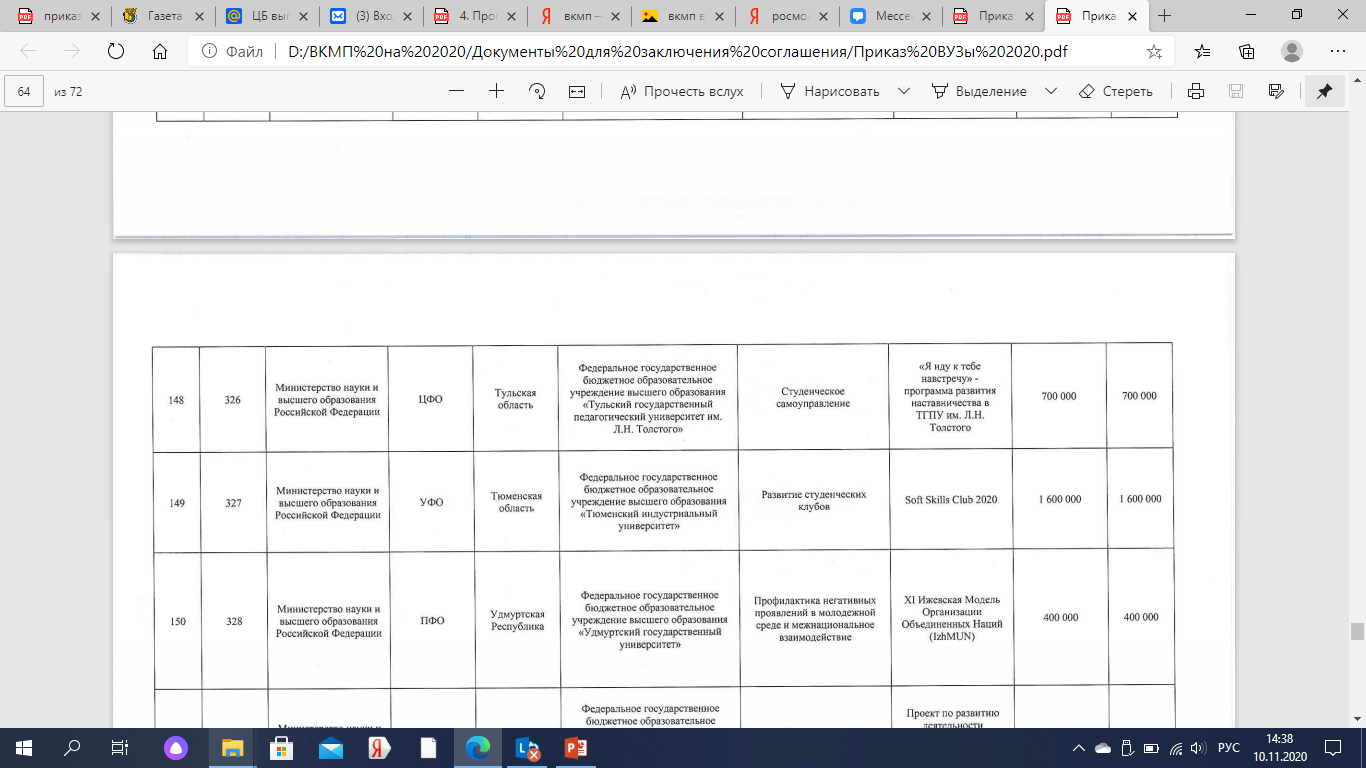 приказ
Газета
ЦБ вып
(3) Вхо
4. Прог
вкмп –
вкмп в
росмо
Мессен
Прика
Прика
Файл D:/ВКМП%20на%202020/Документы%20для%20заключения%20соглашения/Приказ%20ВУЗы%202020.pdf
64 из 72
Прочесть вслух
Нарисовать
Выделение
Стереть
148
326
Министерство науки и
высшего образования
Российской Федерации
ЦФО
Тульская
область
Федеральное государственное
бюджетное образовательное
учреждение высшего образования
«Тульский государственный
педагогический университет им.
Л.Н. Толстого»
Студенческое
самоуправление
«Я иду к тебе
навстречу» -
программа развития
наставничества в
ТГПУ им. Л.Н.
Толстого
700 000
700 000
149
327
Министерство науки и
высшего образования
Российской Федерации
УФО
Тюменская
область
Федеральное государственное
бюджетное образовательное
учреждение высшего образования
«Тюменский индустриальный
университет»
Развитие студенческих
клубов
Soft Skills Club 2020
1 600 000
1 600 000
150
328
Министерство науки и
высшего образования
Российской Федерации
ПФО
Удмуртская
Республика
Федеральное государственное
бюджетное образовательное
учреждение высшего образования
«Удмуртский государственный
университет»
Профилактика негативных
проявлений в молодежной
среде и межнациональное
взаимодействие
XI Ижевская Модель
Организации
Объединенных Наций
(IzhMUN)
400 000
400 000
Министерство науки и
Федеральное государственное
бюджетное образовательное
Проект по развитию
деятельности
РУС
14:38
10.11.2020